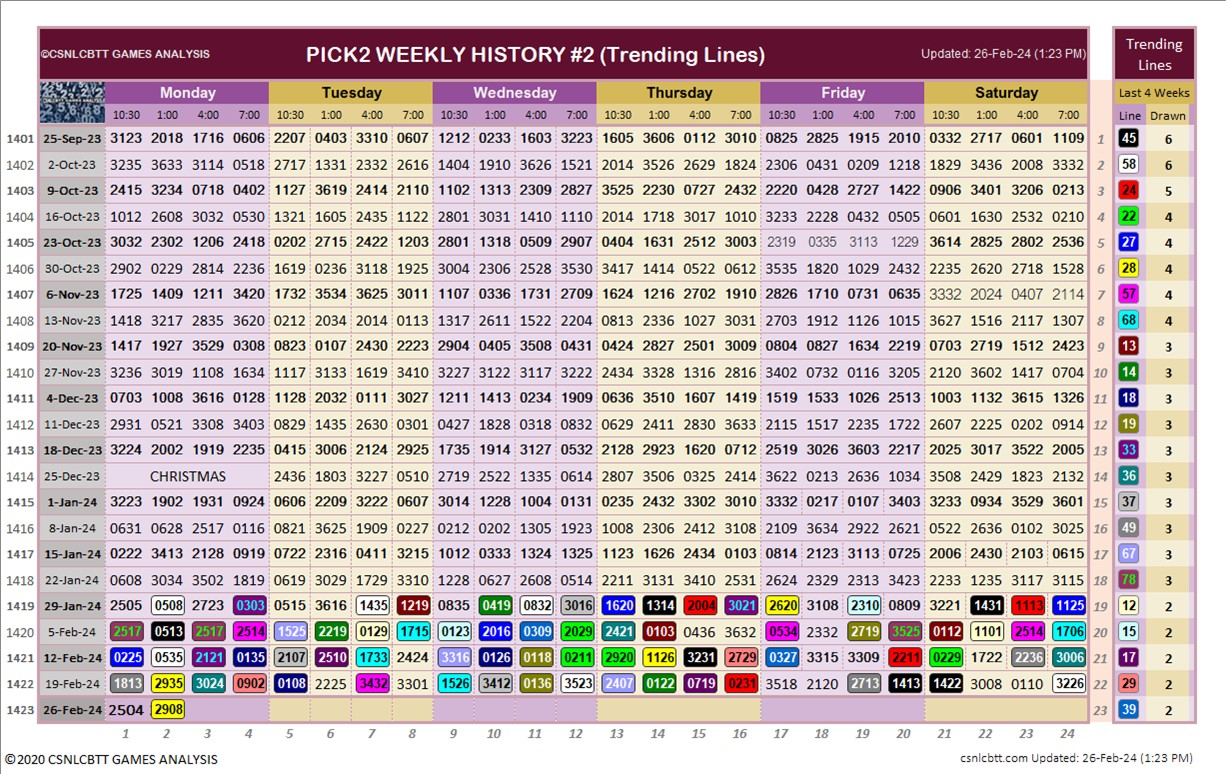 ©CSNLCBTT GAMES ANALYSIS PICK2 WEEKLY HISTORY #2 (Trending Lines) Updated: 26-Feb-24 (1:23 PM) Trending Lines
Monday Tuesday Wednesday Thursday Friday Saturday Last 4 Weeks
10:30 1:00 4:00 7:00 10:30 1:00 4:00 7:00 10:30 1:00 4:00 7:00 10:30 1:00 4:00 7:00 10:30 1:00 4:00 7:00 10:30 1:00 4:00 7:00 Line Drawn
1401 25-Sep-23 3123 2018 1716 0606 2207 0403 3310 0607 1212 0233 1603 3223 1605 3606 0112 3010 0825 2825 1915 2010 0332 2717 0601 1109 1 45 6
1402 2-Oct-23 3235 3633 3114 0518 2717 1331 2332 2616 1404 1910 3626 1521 2014 3526 2629 1824 2306 0431 0209 1218 1829 3436 2008 3332 2 58 6
1403 9-Oct-23 2415 3234 0718 0402 1127 3619 2414 2110 1102 1313 2309 2827 3525 2230 0727 2432 2220 0428 2727 1422 0906 3401 3206 0213 3 24 5
1404 16-Oct-23 1012 2608 3032 0530 1321 1605 2435 1122 2801 3031 1410 1110 2014 1718 3017 1010 3233 2228 0432 0505 0601 1630 2532 0210 4 22 4
1405 23-Oct-23 3032 2302 1206 2418 0202 2715 2422 1203 2801 1318 0509 2907 0404 1631 2512 3003 2319 0335 3113 1229 3614 2825 2802 2536 5 27 4
1406 30-Oct-23 2902 0229 2814 2236 1619 0236 3118 1925 3004 2306 2528 3530 3417 1414 0522 0612 3535 1820 1029 2432 2235 2620 2718 1528 6 28 4
1407 6-Nov-23 1725 1409 1211 3420 1732 3534 3625 3011 1107 0336 1731 2709 1624 1216 2702 1910 2826 1710 0731 0635 3332 2024 0407 2114 7 57 4
1408 13-Nov-23 1418 3217 2835 3620 0212 2034 2014 0113 1317 2611 1522 2204 0813 2336 1027 3031 2703 1912 1126 1015 3627 1516 2117 1307 8 68 4
1409 20-Nov-23 1417 1927 3529 0308 0823 0107 2430 2223 2904 0405 3508 0431 0424 2827 2501 3009 0804 0827 1634 2219 0703 2719 1512 2423 9 13 3
1410 27-Nov-23 3236 3019 1108 1634 1117 3133 1619 3410 3227 3122 3117 3222 2434 3328 1316 2816 3402 0732 0116 3205 2120 3602 1417 0704 10 14 3
1411 4-Dec-23 0703 1008 3616 0128 1128 2032 0111 3027 1211 1413 0234 1909 0636 3510 1607 1419 1519 1533 1026 2513 1003 1132 3615 1326 11 18 3
1412 11-Dec-23 2931 0521 3308 3403 0829 1435 2630 0301 0427 1828 0318 0832 0629 2411 2830 3633 2115 1517 2235 1722 2607 2225 0202 0914 12 19 3
1413 18-Dec-23 3224 2002 1919 2235 0415 3006 2124 2923 1735 1914 3127 0532 2128 2923 1620 0712 2519 3026 3603 2217 2025 3017 3522 2005 13 33 3
1414 25-Dec-23 CHRISTMAS 2436 1803 3227 0510 2719 2522 1335 0614 2807 3506 0325 2414 3622 0213 2636 1034 3508 2429 1823 2132 14 36 3
1415 1-Jan-24 3223 1902 1931 0924 0606 2209 3222 0607 3014 1228 1004 0131 0235 2432 3302 3010 3332 0217 0107 3403 3233 0934 3529 3601 15 37 3
1416 8-Jan-24 0631 0628 2517 0116 0821 3625 1909 0227 0212 0202 1305 1923 1008 2306 2412 3108 2109 3634 2922 2621 0522 2636 0102 3025 16 49 3
1417 15-Jan-24 0222 3413 2128 0919 0722 2316 0411 3215 1012 0333 1324 1325 1123 1626 2434 0103 0814 2123 3113 0725 2006 2430 2103 0615 17 67 3
1418 22-Jan-24 0608 3034 3502 1819 0619 3029 1729 3310 1228 0627 2608 0514 2211 3131 3410 2531 2624 2329 2313 3423 2233 1235 3117 3115 18 78 3
1419 29-Jan-24 2505 0508 2723 0303 0515 3616 1435 1219 0835 0419 0832 3016 1620 1314 2004 3021 2620 3108 2310 0809 3221 1431 1113 1125 19 12 2
1420 5-Feb-24 2517 0513 2517 2514 1525 2219 0129 1715 0123 2016 0309 2029 2421 0103 0436 3632 0534 2332 2719 3525 0112 1101 2514 1706 20 15 2
1421 12-Feb-24 0225 0535 2121 0135 2107 2510 1733 2424 3316 0126 0118 0211 2920 1126 3231 2729 0327 3315 3309 2211 0229 1722 2236 3006 21 17 2
1422 19-Feb-24 1813 2935 3024 0902 0108 2225 3432 3301 1526 3412 0136 3523 2407 0122 0719 0231 3518 2120 2713 1413 1422 3008 0110 3226 22 29 2
1423 26-Feb-24 2504 2908 23 39 2
1 2 3 4 5 6 7 8 9 10 11 12 13 14 15 16 17 18 19 20 21 22 23 24
©2020 CSNLCBTT GAMES ANALYSIS csnlcbtt.com Updated: 26-Feb-24 (1:23 PM)